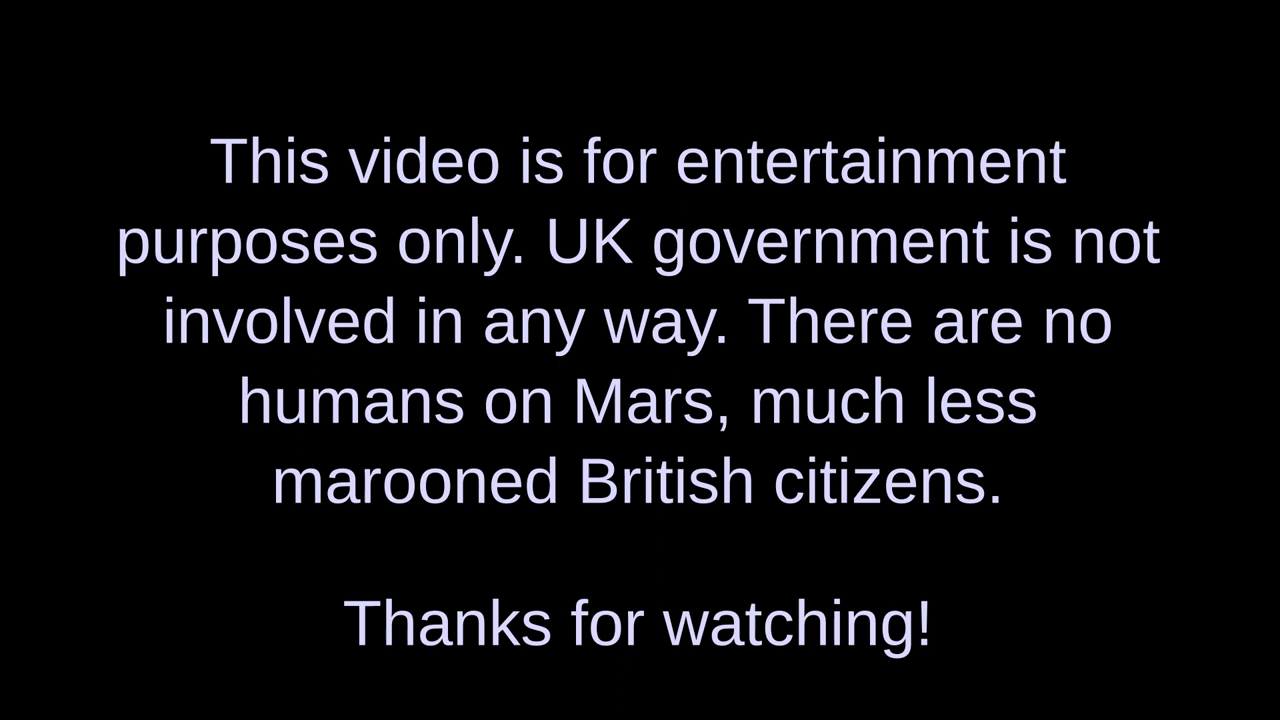 This video is for entertainment
purposes only. UK government is not
involved in any way. There are no
humans on Mars, much less
marooned British citizens.
Thanks for watching!